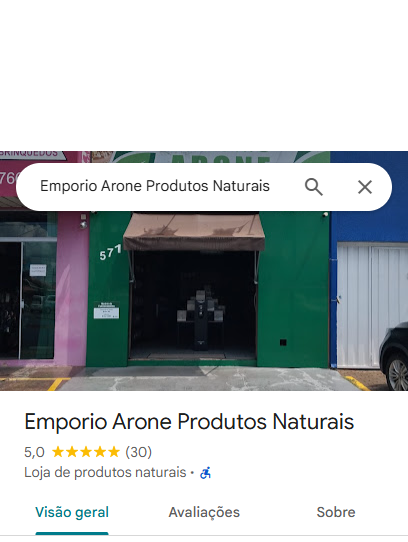 BRINQUEDOS
ARONE
Emporio Arone Produtos Naturais
571
Emporio Arone Produtos Naturais
5,0 (30)
Loja de produtos naturais ·
Visão geral
Avaliações
Sobre